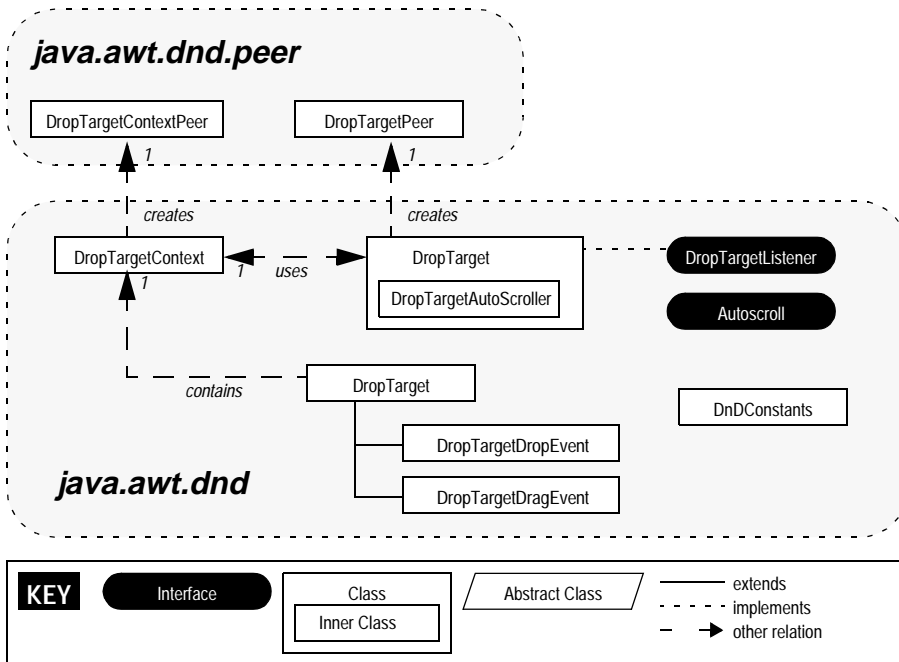 java.awt.dnd.peer
DropTargetContextPeer
DropTargetPeer
1
1
creates
creates
DropTargetContext
1
uses
DropTarget
DropTargetListener
1
DropTargetAutoScroller
Autoscroll
contains
DropTarget
DnDConstants
DropTargetDropEvent
java.awt.dnd
DropTargetDragEvent
KEY
Interface
Class
Inner Class
Abstract Class
extends
implements
other relation